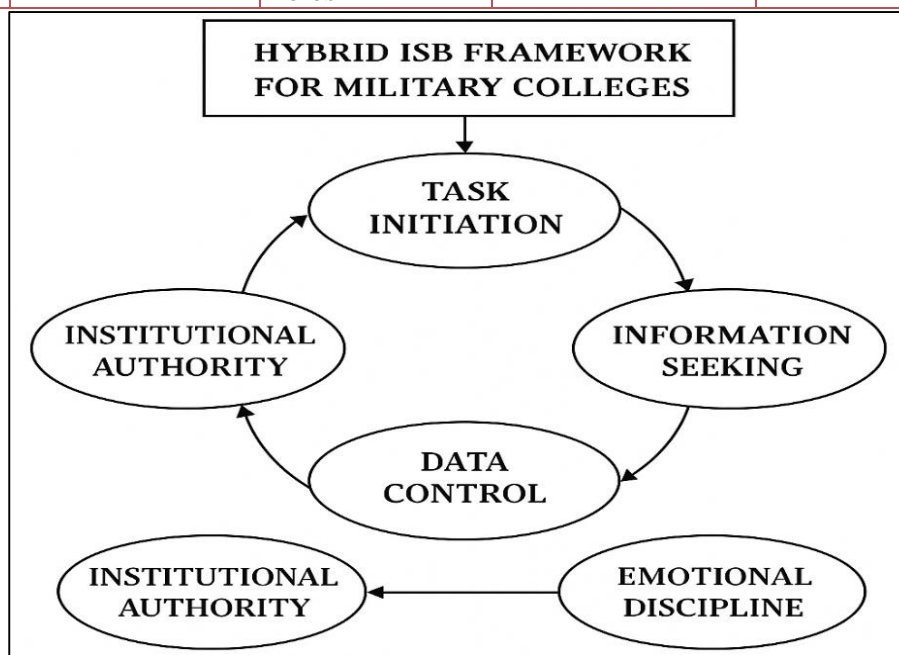 HYBRID ISB FRAMEWORK
FOR MILITARY COLLEGES
TASK
INITIATION
INSTITUTIONAL
AUTHORITY
INFORMATION
SEEKING
DATA
CONTROL
INSTITUTIONAL
AUTHORITY
EMOTIONAL
DISCIPLINE